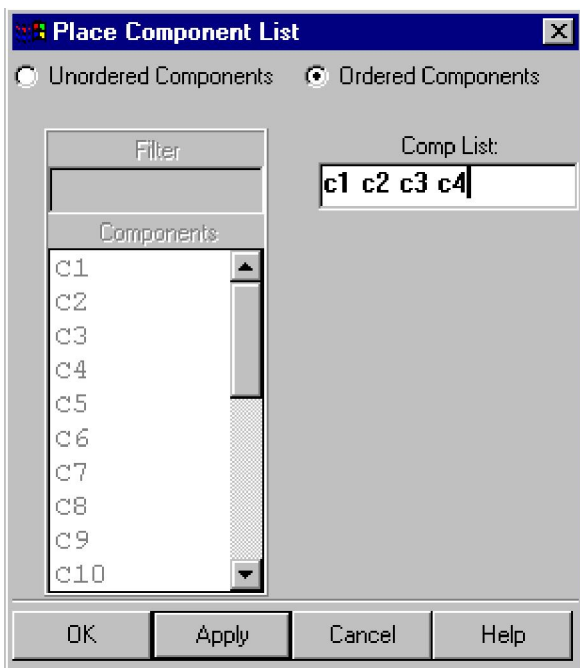 Place Component List
Unordered Components Ordered Components
Filter
Comp List:
c1 c2 c3 c4
Components
C1
C2
C3
C4
C5
C6
C7
C8
C9
C10
OK Apply Cancel Help